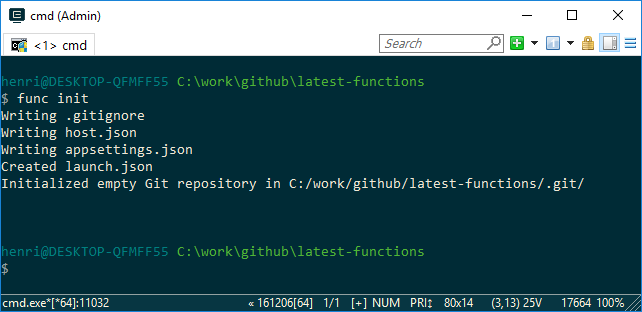 cmd (Admin)
<1> cmd
Search
henri@DESKTOP-QFMFF55 C:\work\github\latest-functions
$ func init
Writing .gitignore
Writing host.json
Writing appsettings.json
Created launch.json
Initialized empty Git repository in C:/work/github/latest-functions/.git/
henri@DESKTOP-QFMFF55 C:\work\github\latest-functions
$
cmd.exe*[*64]:11032 « 161206[64] 1/1 [+] NUM PRI‡ 80x14 (3,13) 25V 17664 100%